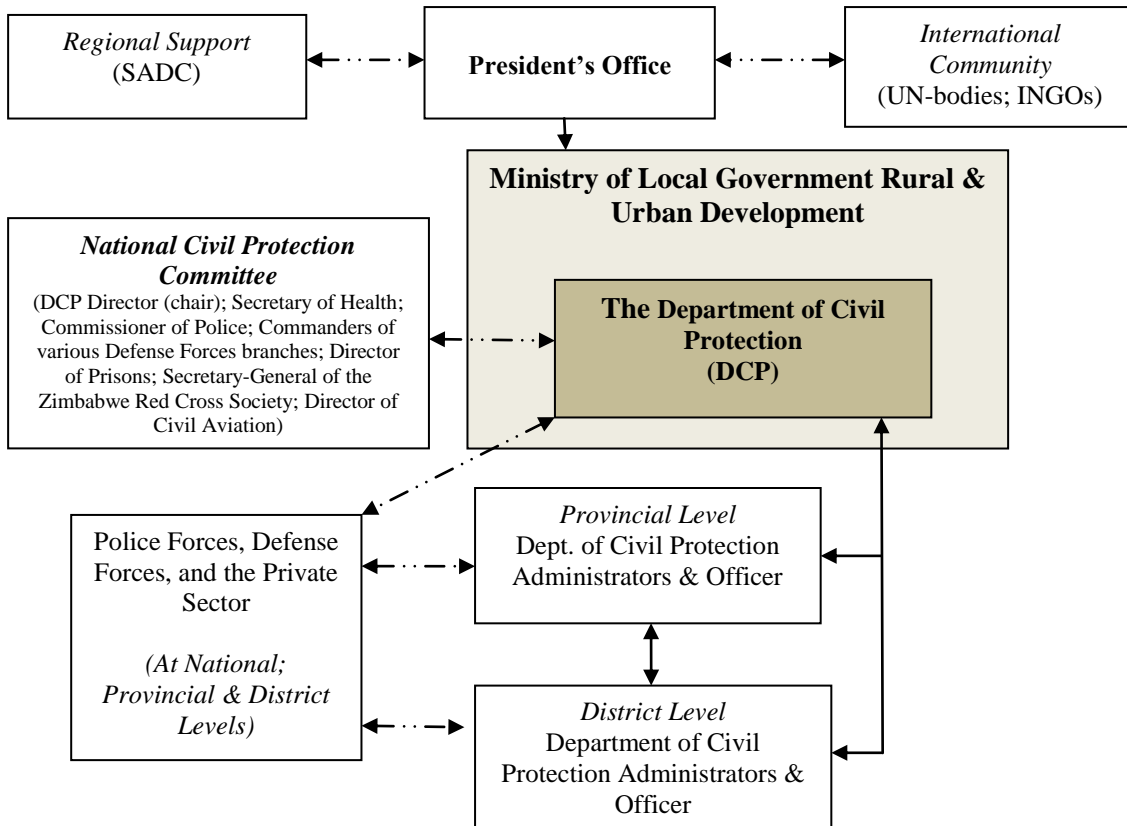 Regional Support
(SADC)
President’s Office
International
Community
(UN-bodies; INGOs)
Ministry of Local Government Rural &
Urban Development
National Civil Protection
Committee
(DCP Director (chair); Secretary of Health;
Commissioner of Police; Commanders of
various Defense Forces branches; Director
of Prisons; Secretary-General of the
Zimbabwe Red Cross Society; Director of
Civil Aviation)
The Department of Civil
Protection
(DCP)
Police Forces, Defense
Forces, and the Private
Sector
(At National;
Provincial & District
Levels)
Provincial Level
Dept. of Civil Protection
Administrators & Officer
District Level
Department of Civil
Protection Administrators &
Officer